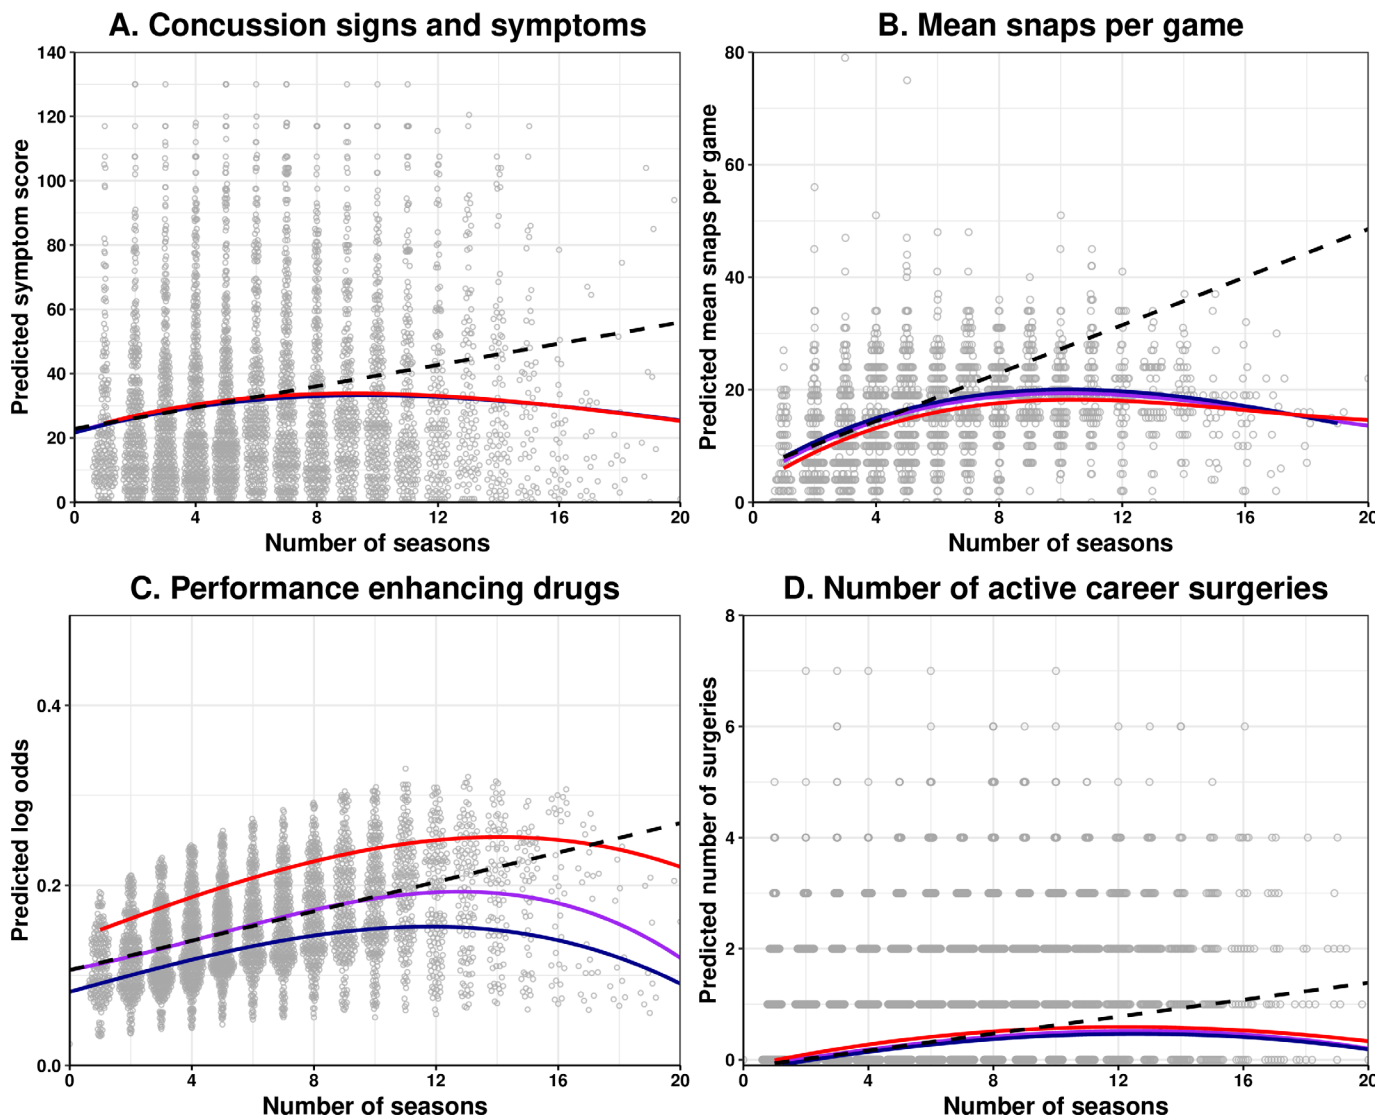 A. Concussion signs and symptoms
Predicted symptom score
140
120
100
80
60
40
20
0
0 4 8 12 16 20
Number of seasons
B. Mean snaps per game
Predicted mean snaps per game
80
60
40
20
0
0 4 8 12 16 20
Number of seasons
C. Performance enhancing drugs
Predicted log odds
0.4
0.2
0.0
0 4 8 12 16 20
Number of seasons
D. Number of active career surgeries
Predicted number of surgeries
8
6
4
2
0
0 4 8 12 16 20
Number of seasons